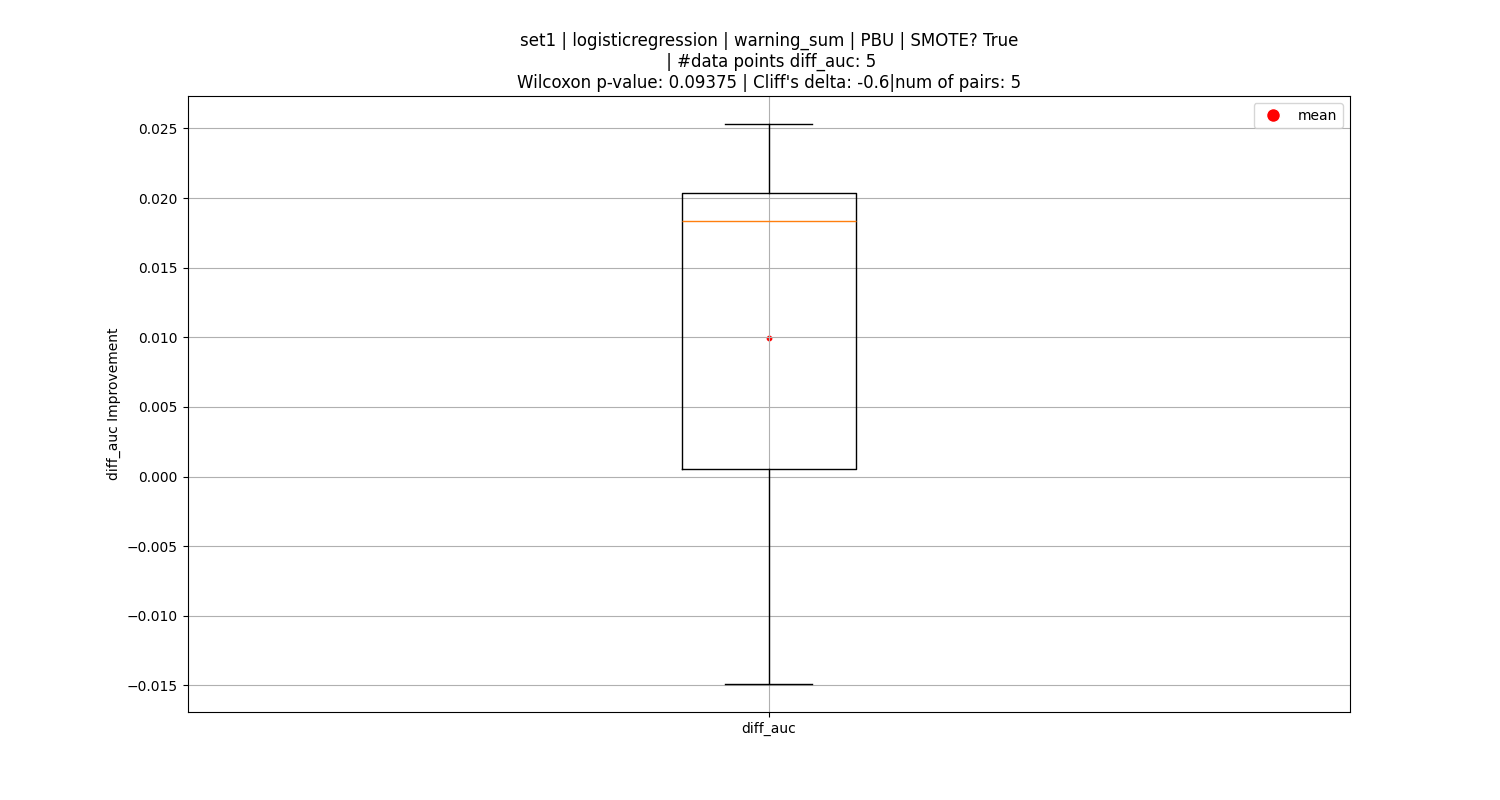 set1 | logisticregression | warning_sum | PBU | SMOTE? True
| #data points diff_auc: 5
Wilcoxon p-value: 0.09375 | Cliff's delta: -0.6|num of pairs: 5
mean
0.025
0.020
0.015
0.010
0.005
0.000
−0.005
−0.010
−0.015
diff_auc Improvement
diff_auc